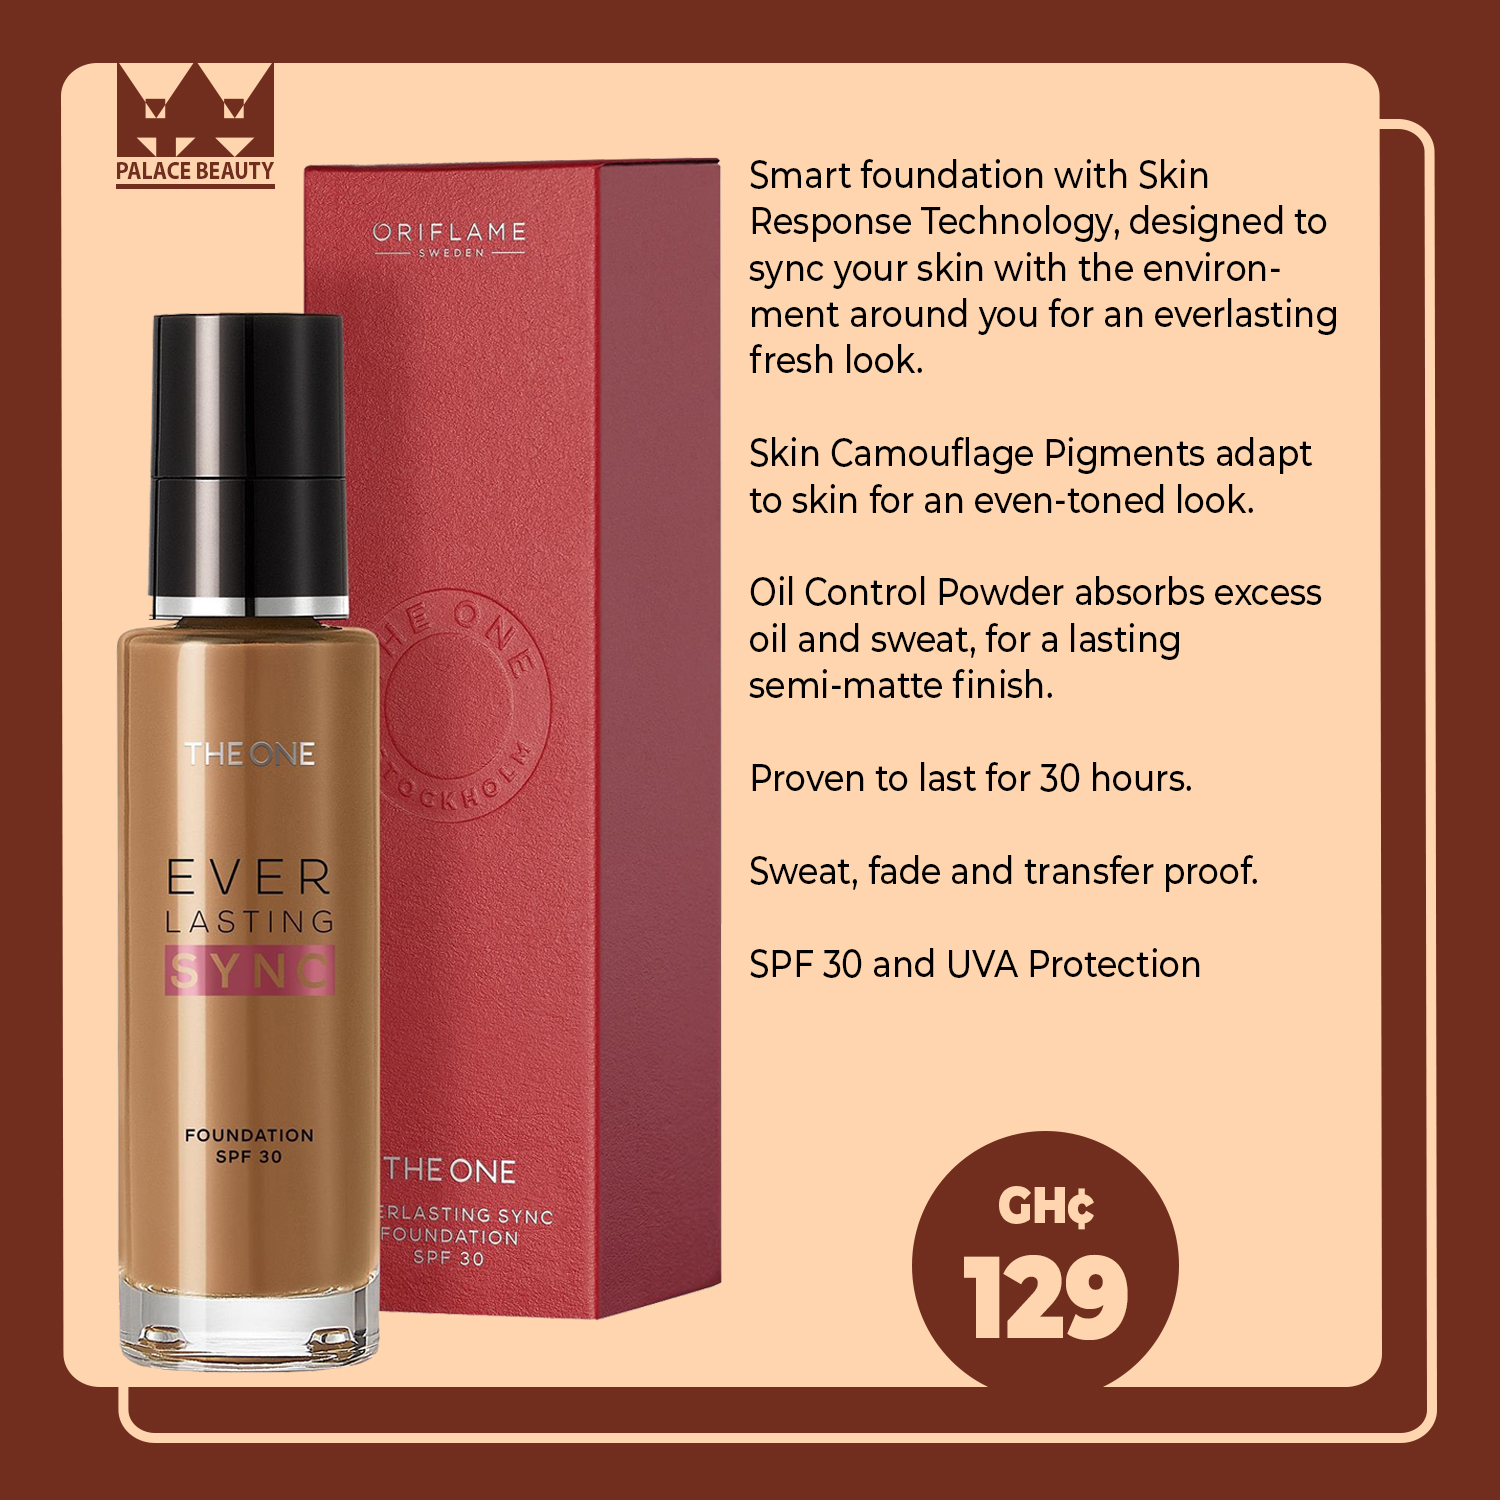 PALACE BEAUTY
ORIFLAME
SWEDEN
THE ONE
STOCKHOLM
THE ONE
EVERLASTING SYNC
FOUNDATION
SPF 30
THE ONE
EVER
LASTING
SYNC
FOUNDATION
SPF 30
Smart foundation with Skin
Response Technology, designed to
sync your skin with the environ-
ment around you for an everlasting
fresh look.
Skin Camouflage Pigments adapt
to skin for an even-toned look.
Oil Control Powder absorbs excess
oil and sweat, for a lasting
semi-matte finish.
Proven to last for 30 hours.
Sweat, fade and transfer proof.
SPF 30 and UVA Protection
GH¢
129